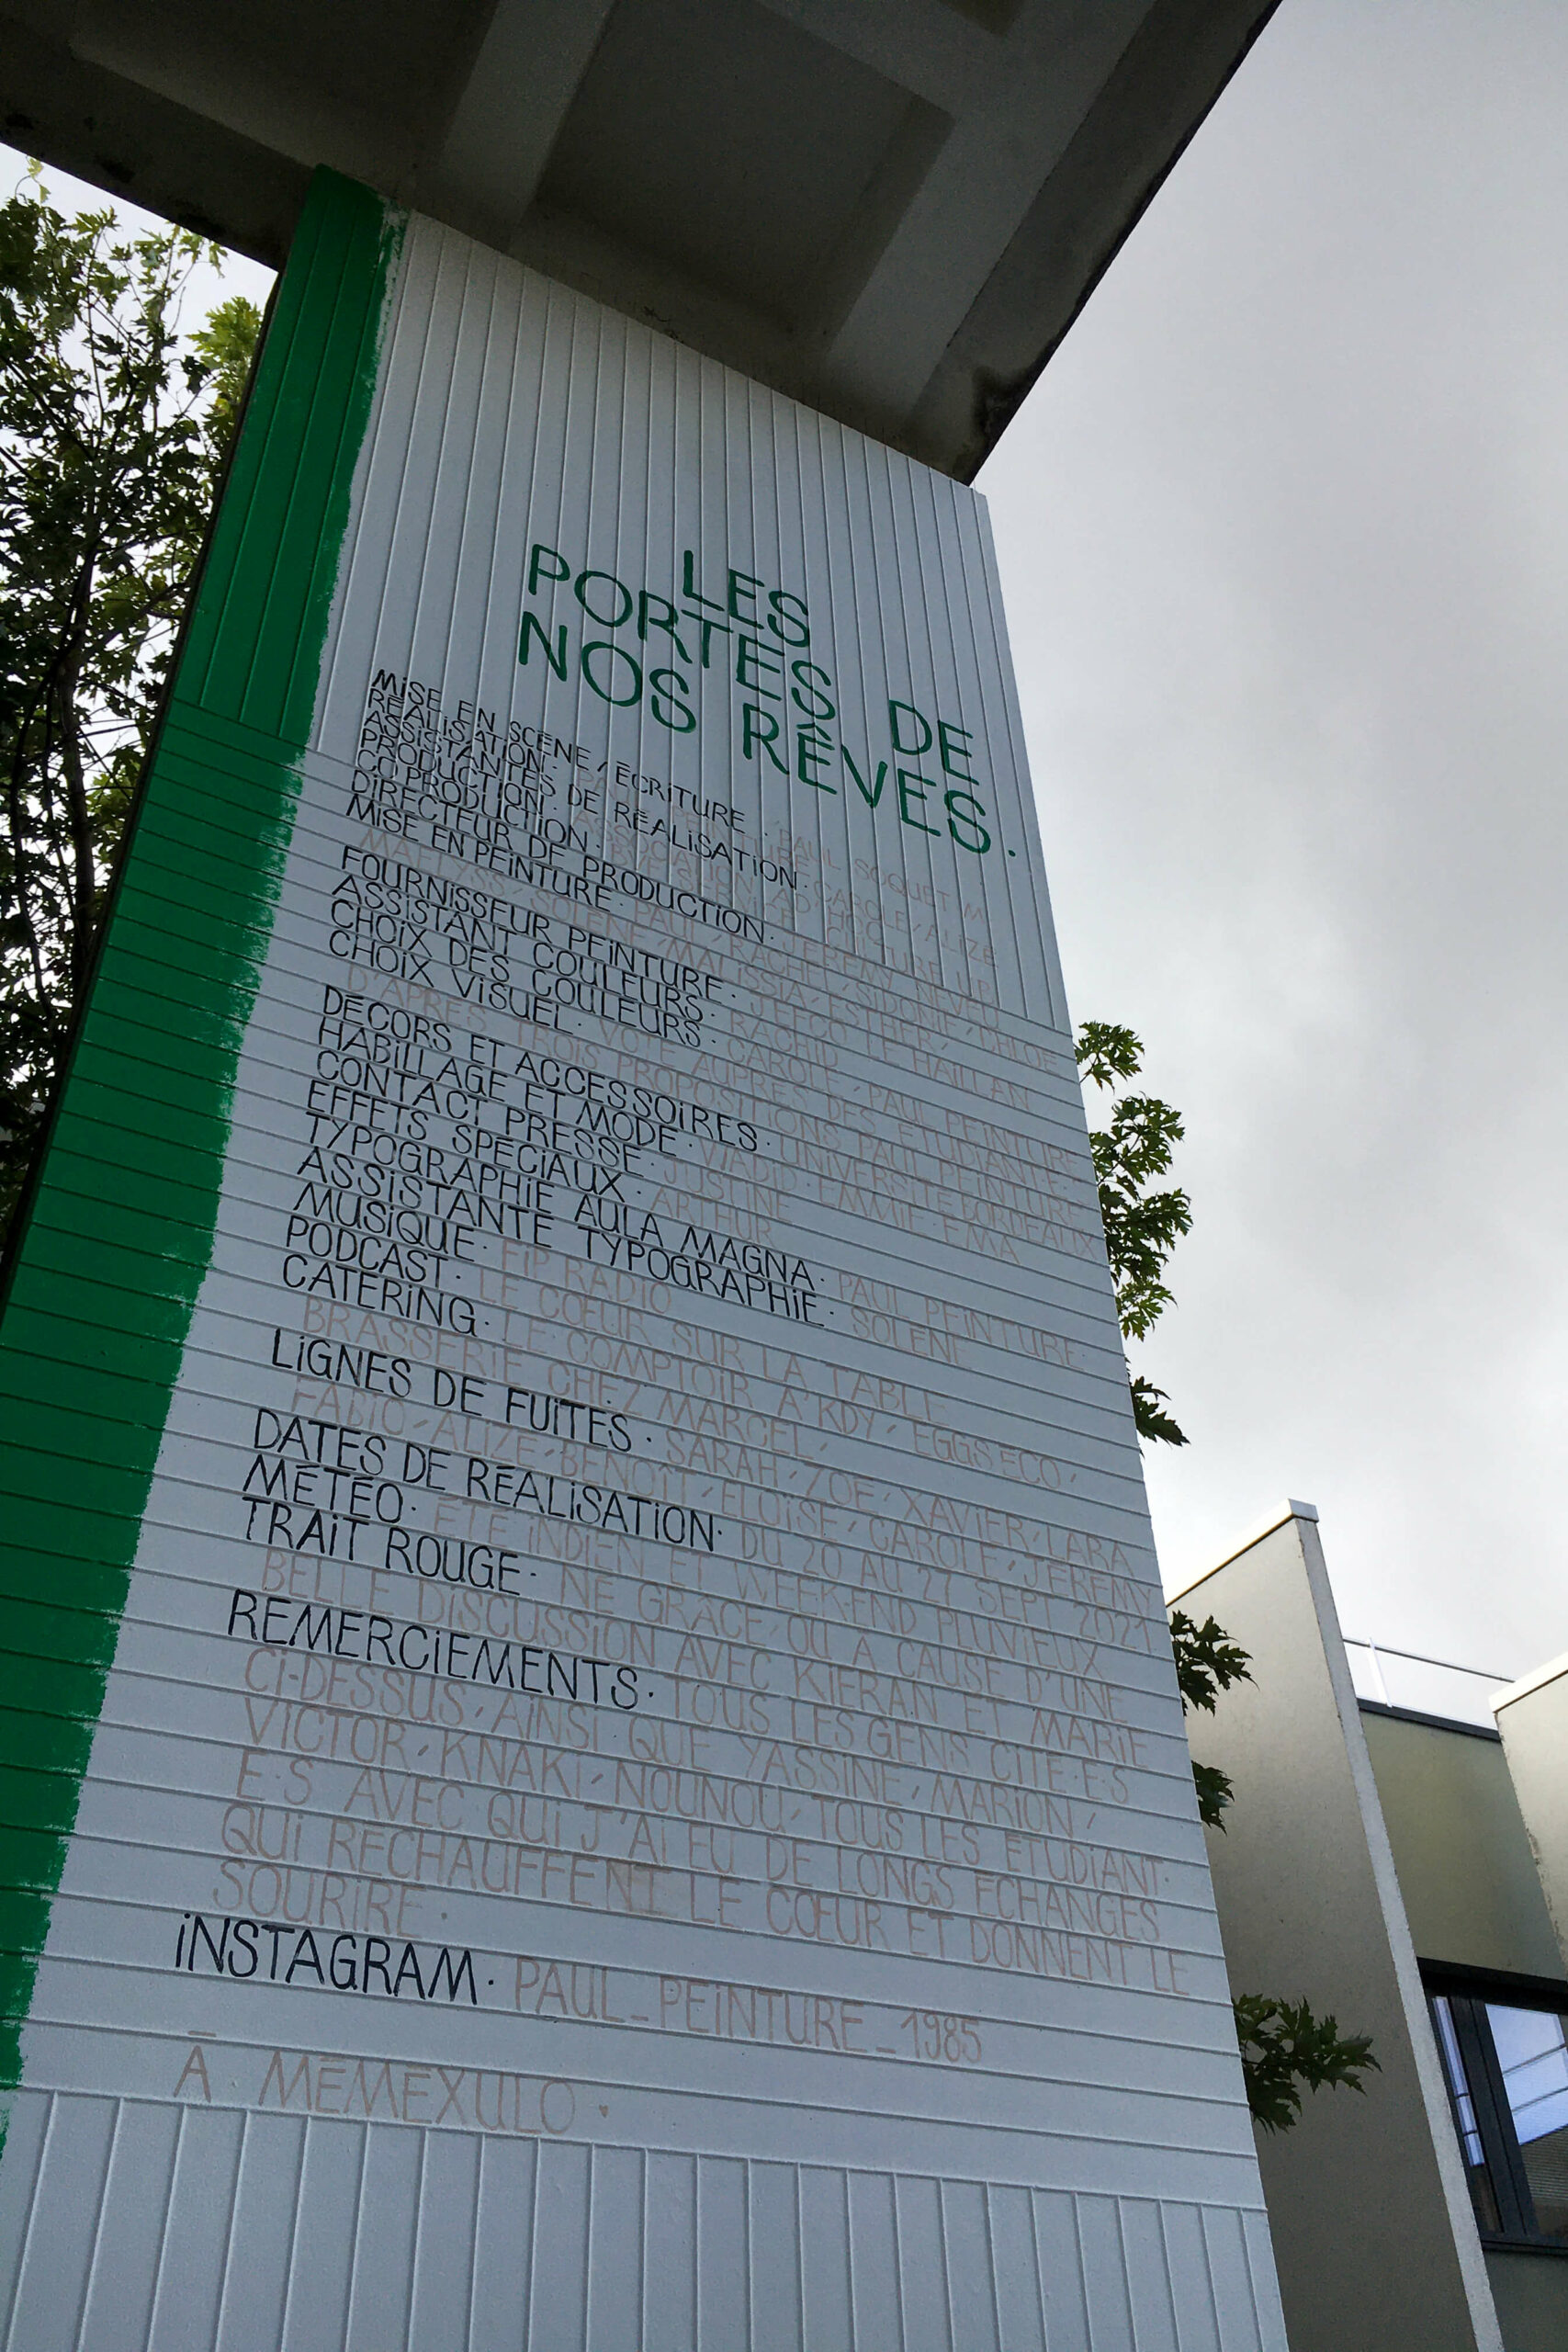 LES
PORTES DE
NOS RÊVES.
MiSE EN SCÈNE / ÉCRiTURE · PAUL SOQUET M
RÉALiSATiON· PAUL PEiNTURE
ASSiSTANTES DE RÉALiSATiON· CAROLE / ALiZÉ
PRODUCTiON· ASSOCiATiON AD HOC
CO PRODUCTiON·
DiRECTEUR DE PRODUCTiON· JÉRÉMY NEVEU
MiSE EN PEiNTURE· PAUL / RACHEL / SiDONiE / CHLOÉ
SOLÈNE / MALiSSiA / ESTHER /
FOURNiSSEUR PEiNTURE· LE HAiLLAN
ASSiSTANT COULEURS· RACHiD
CHOiX DES COULEURS· CAROLE / PAUL PEiNTURE
CHOiX ViSUEL· VOTE AUPRÈS DES ÉTUDiANT·E·S
D'APRÈS TROiS PROPOSiTiONS PAUL PEiNTURE
DÉCORS ET ACCESSOiRES· UNiVERSiTÉ BORDEAUX
HABiLLAGE ET MODE· WADiD· EMMiE· EMA
CONTACT PRESSE· JUSTiNE
EFFETS SPÉCiAUX· ARTHUR
TYPOGRAPHiE AULA MAGNA· PAUL PEiNTURE
ASSiSTANTE TYPOGRAPHiE· SOLÈNE
MUSiQUE· FiP RADiO
PODCAST· LE CŒUR SUR LA TABLE
CATERiNG· LE COMPTOiR A'KDY / EGGS'ECO /
BRASSERiE CHEZ MARCEL
LiGNES DE FUiTES· SARAH / ZOÉ / XAViER / LARA
FABiO / ALiZÉ / BENOÎT / ÉLOÏSE / CAROLE / JÉRÉMY
DATES DE RÉALiSATiON· DU 20 AU 27 SEPT 2021
MÉTÉO· ÉTÉ iNDiEN ET WEEK-END PLUViEUX
TRAiT ROUGE· NÉ GRÂCE OU À CAUSE D'UNE
BELLE DiSCUSSiON AVEC KiERAN ET MARiE
REMERCiEMENTS· TOUS LES GENS CiTÉ·E·S
Ci-DESSUS / AiNSi QUE YASSiNE / MARiON /
ViCTOR / KNAKi / NOUNOU / TOUS LES ÉTUDiANT·
E·S AVEC QUi J'Ai EU DE LONGS ÉCHANGES
QUi RÉCHAUFFENT LE CŒUR ET DONNENT LE
SOURiRE·
iNSTAGRAM· PAUL_PEiNTURE_1985
À MÉMÉXULO